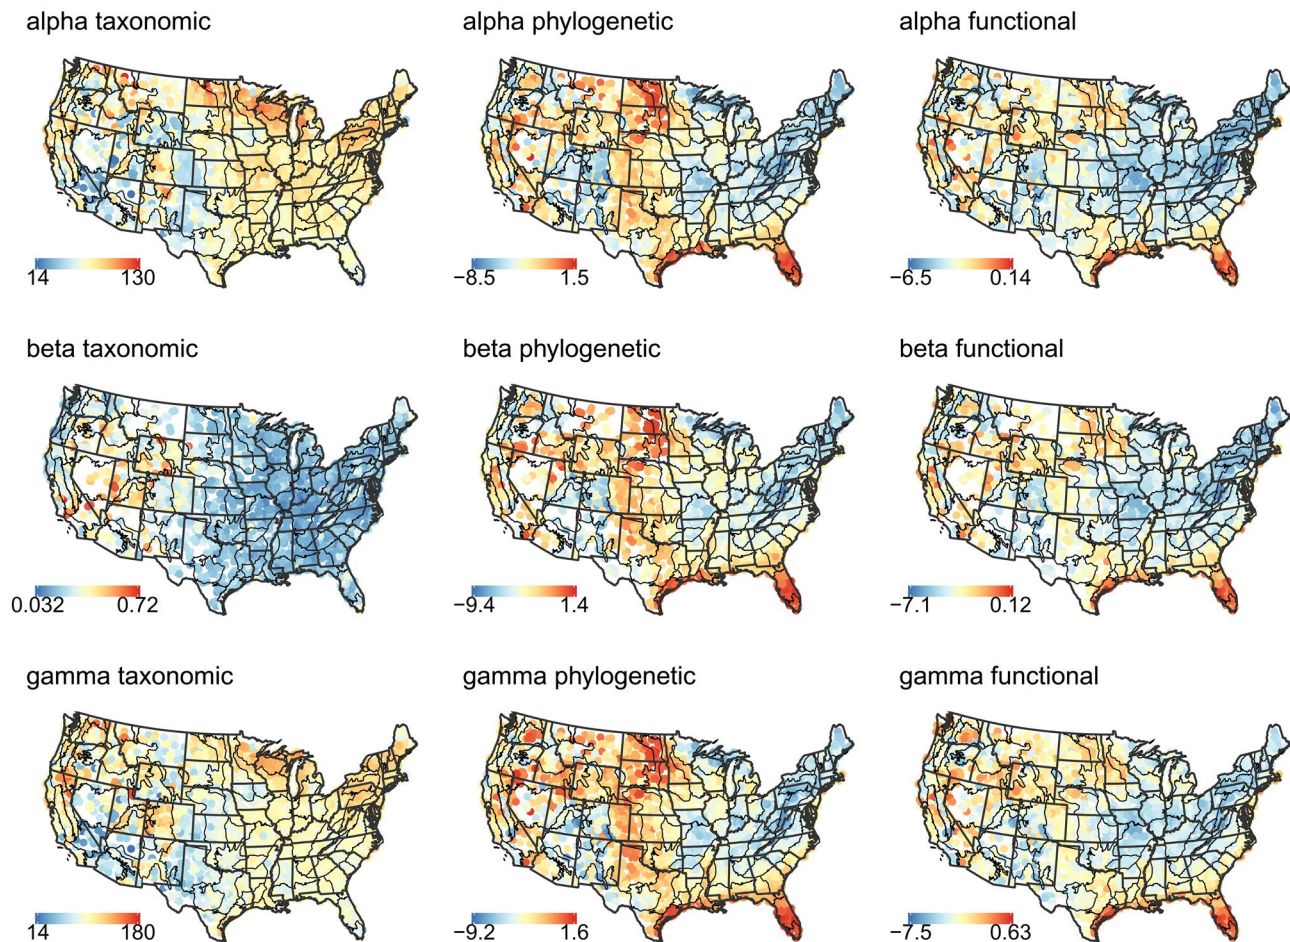 alpha taxonomic
alpha phylogenetic
alpha functional
14 130
−8.5 1.5
−6.5 0.14
beta taxonomic
beta phylogenetic
beta functional
0.032 0.72
−9.4 1.4
−7.1 0.12
gamma taxonomic
gamma phylogenetic
gamma functional
14 180
−9.2 1.6
−7.5 0.63